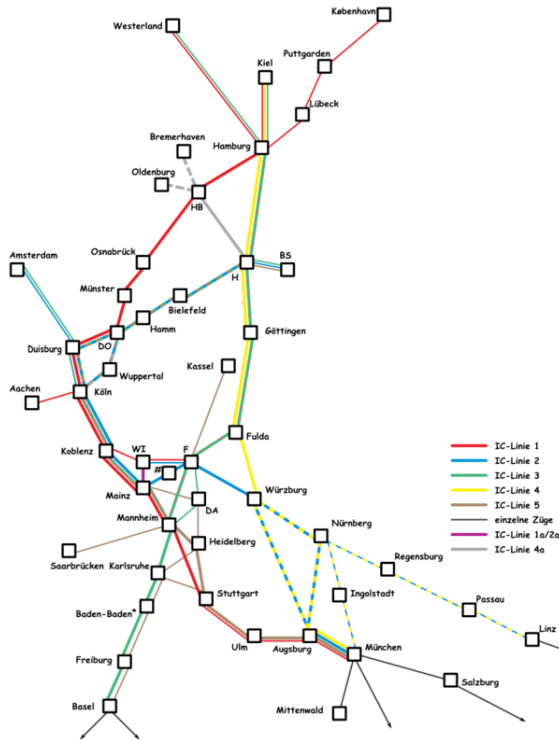 København
Westerland
Puttgarden
Kiel
Lübeck
Bremerhaven
Hamburg
Oldenburg
HB
Amsterdam
Osnabrück
BS
H
Münster
Bielefeld
Hamm
Göttingen
Duisburg
DO
Kassel
Wuppertal
Aachen
Köln
Fulda
Koblenz
WI
F
#
Mainz
Würzburg
DA
Mannheim
Nürnberg
Heidelberg
Saarbrücken
Karlsruhe
Regensburg
Stuttgart
Ingolstadt
Baden-Baden*
Passau
Linz
Ulm
Augsburg
München
Freiburg
Salzburg
Basel
Mittenwald
IC-Linie 1
IC-Linie 2
IC-Linie 3
IC-Linie 4
IC-Linie 5
einzelne Züge
IC-Linie 1a/2a
IC-Linie 4a